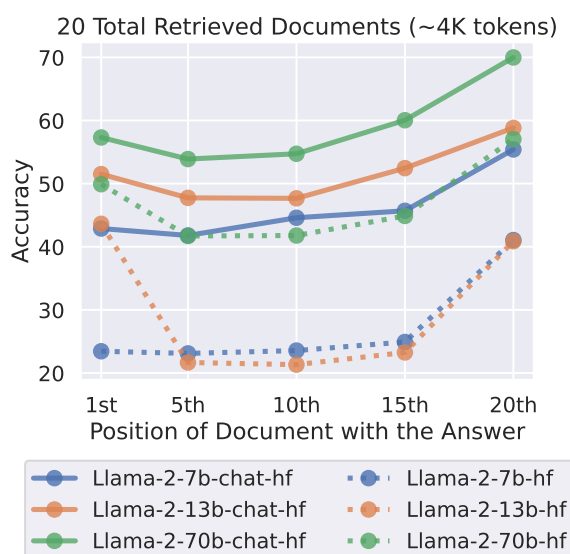 20 Total Retrieved Documents (~4K tokens)
70
60
50
40
30
20
Accuracy
1st 5th 10th 15th 20th
Position of Document with the Answer
Llama-2-7b-chat-hf Llama-2-7b-hf
Llama-2-13b-chat-hf Llama-2-13b-hf
Llama-2-70b-chat-hf Llama-2-70b-hf